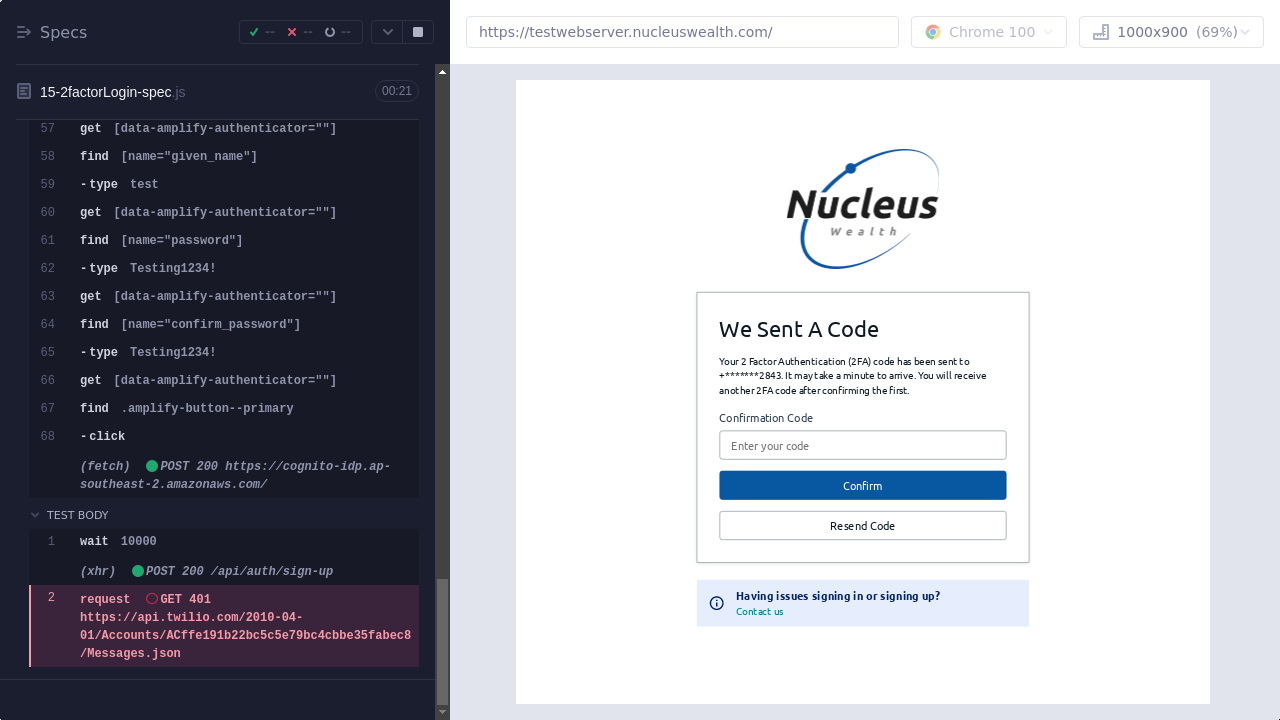 Specs
-- -- --
15-2factorLogin-spec.js 00:21
57 get [data-amplify-authenticator=""]
58 find [name="given_name"]
59 -type test
60 get [data-amplify-authenticator=""]
61 find [name="password"]
62 -type Testing1234!
63 get [data-amplify-authenticator=""]
64 find [name="confirm_password"]
65 -type Testing1234!
66 get [data-amplify-authenticator=""]
67 find .amplify-button--primary
68 -click
(fetch) POST 200 https://cognito-idp.ap-
southeast-2.amazonaws.com/
TEST BODY
1 wait 10000
(xhr) POST 200 /api/auth/sign-up
2 request GET 401
https://api.twilio.com/2010-04-
01/Accounts/ACffe191b22bc5c5e79bc4cbbe35fabec8
/Messages.json
https://testwebserver.nucleuswealth.com/
Chrome 100
1000x900 (69%)
Nucleus
Wealth
We Sent A Code
Your 2 Factor Authentication (2FA) code has been sent to
+*******2843. It may take a minute to arrive. You will receive
another 2FA code after confirming the first.
Confirmation Code
Enter your code
Confirm
Resend Code
Having issues signing in or signing up?
Contact us